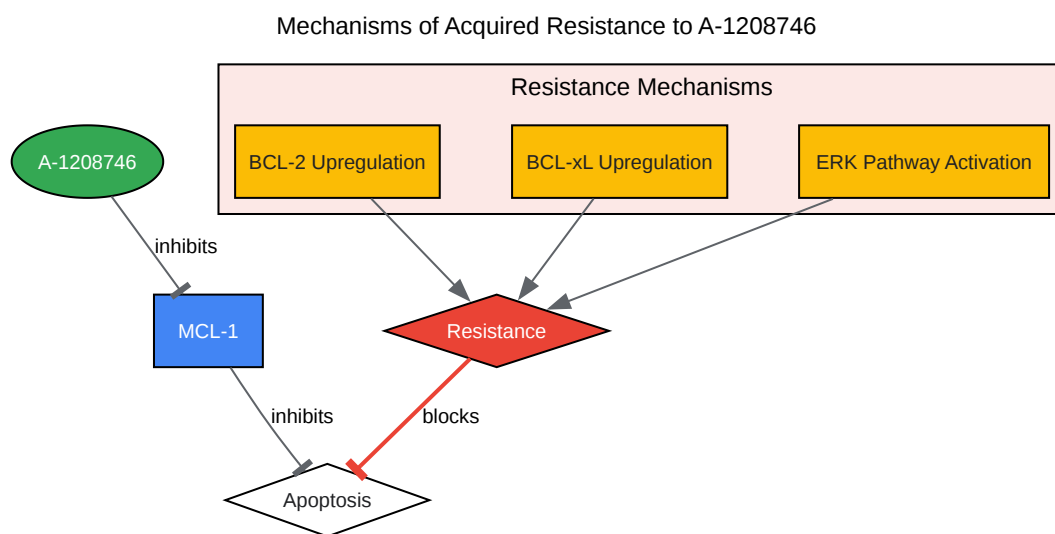 Mechanisms of Acquired Resistance to A-1208746
Resistance Mechanisms
A-1208746
BCL-2 Upregulation
BCL-xL Upregulation
ERK Pathway Activation
inhibits
MCL-1
Resistance
inhibits
blocks
Apoptosis